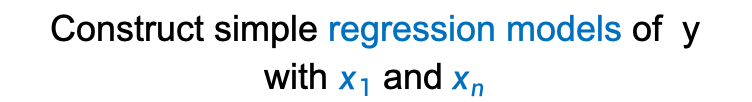 Construct simple regression models of y
with x₁ and xₙ